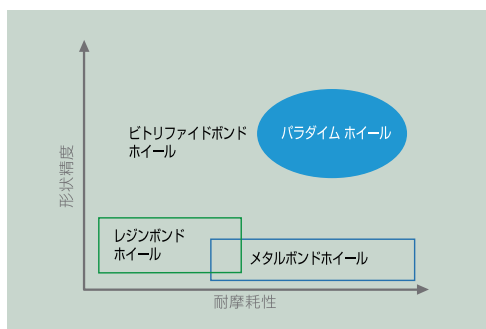 ビトリファイドボンド
ホイール
パラダイム ホイール
形状精度
レジンボンド
ホイール
メタルボンドホイール
耐摩耗性